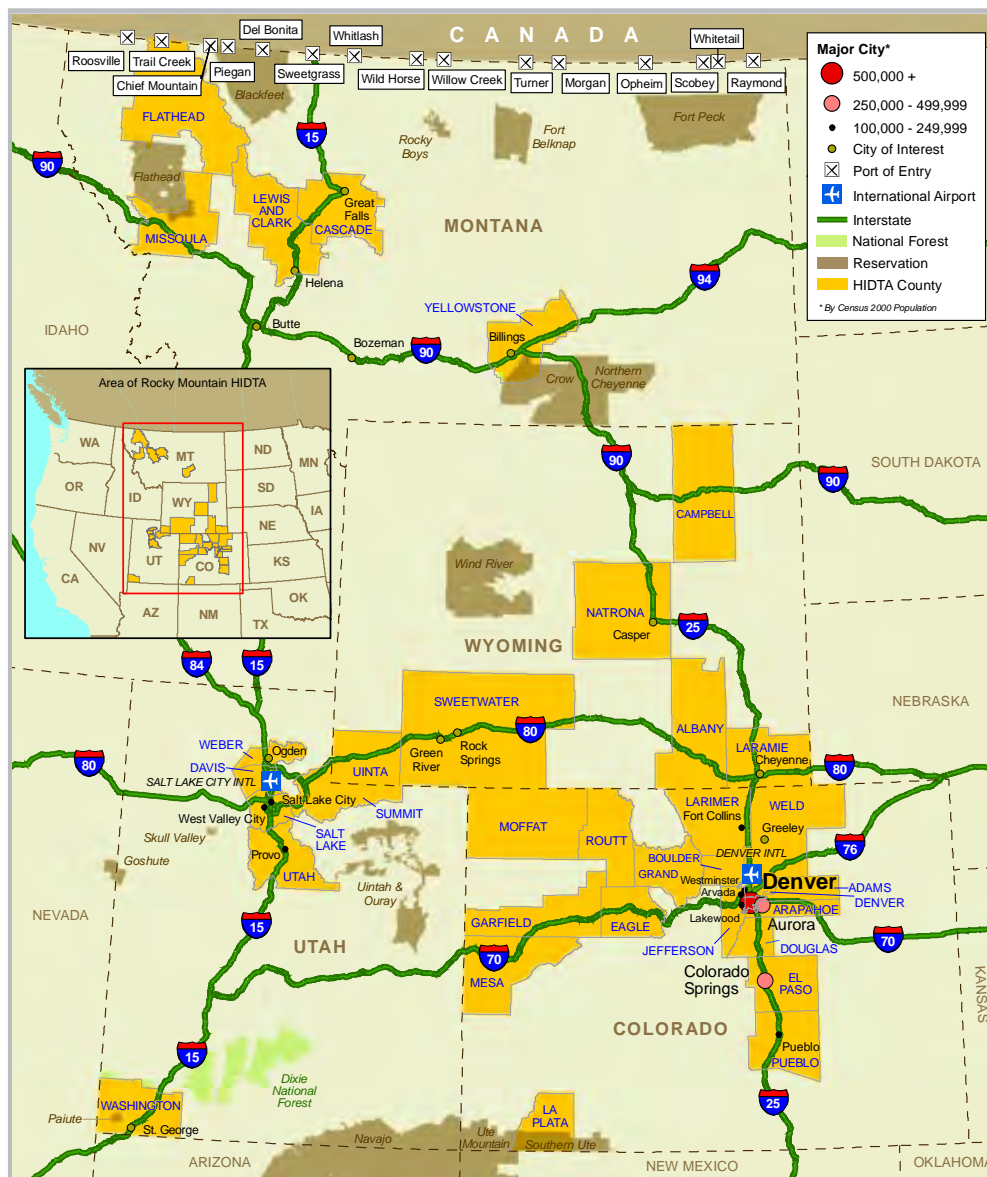 CANADA
Roosville
Trail Creek
Chief Mountain
Piegan
Del Bonita
Sweetgrass
Whitlash
Wild Horse
Willow Creek
Turner
Morgan
Opheim
Scobey
Whitetail
Raymond
Major City*
500,000 +
250,000 - 499,999
100,000 - 249,999
City of Interest
Port of Entry
International Airport
Interstate
National Forest
Reservation
HIDTA County
* By Census 2000 Population
Blackfeet
FLATHEAD
15
Rocky
Boys
Fort
Belknap
Fort Peck
90
Flathead
LEWIS
AND
CLARK
Great
Falls
CASCADE
MISSOULA
MONTANA
Helena
94
YELLOWSTONE
IDAHO
Butte
Bozeman
90
Billings
Crow
Northern
Cheyenne
Area of Rocky Mountain HIDTA
WA
MT
ND
MN
OR
ID
WY
SD
IA
NE
NV
UT
CO
KS
CA
AZ
NM
OK
TX
90
SOUTH DAKOTA
90
CAMPBELL
Wind River
NATRONA
Casper
25
WYOMING
84
15
SWEETWATER
NEBRASKA
ALBANY
80
WEBER
Ogden
Green
River
Rock
Springs
LARAMIE
Cheyenne
80
DAVIS
UINTA
80
SALT LAKE CITY INTL
Salt Lake City
SUMMIT
West Valley City
SALT
LAKE
MOFFAT
ROUTT
LARIMER
Fort Collins
WELD
Greeley
Skull Valley
Goshute
Provo
UTAH
BOULDER
GRAND
DENVER INTL
76
Westminster
Denver
Arvada
ADAMS
DENVER
Uintah &
Ouray
Lakewood
ARAPAHOE
NEVADA
15
GARFIELD
EAGLE
Aurora
JEFFERSON
DOUGLAS
70
UTAH
70
MESA
Colorado
Springs
EL
PASO
KANSAS
COLORADO
Pueblo
PUEBLO
15
Dixie
National
Forest
WASHINGTON
Paiute
St. George
LA
PLATA
25
Navajo
Ute
Mountain
Southern Ute
ARIZONA
NEW MEXICO
OKLAHOMA